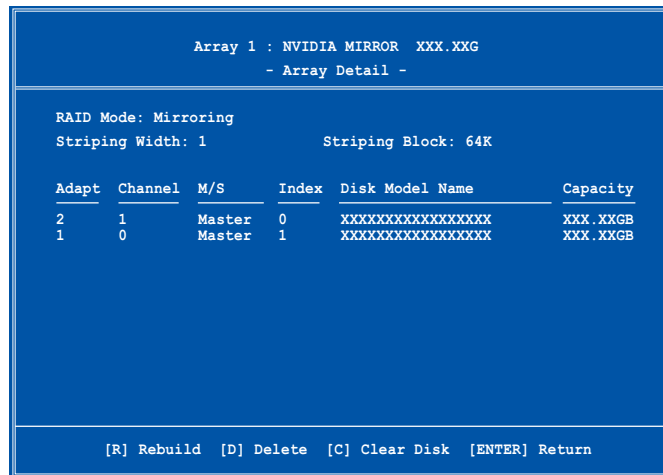 Array 1 : NVIDIA MIRROR XXX.XXG
- Array Detail -
RAID Mode: Mirroring
Striping Width: 1 Striping Block: 64K
Adapt Channel M/S Index Disk Model Name Capacity
2 1 Master 0 XXXXXXXXXXXXXXXXX XXX.XXGB
1 0 Master 1 XXXXXXXXXXXXXXXXX XXX.XXGB
[R] Rebuild [D] Delete [C] Clear Disk [ENTER] Return